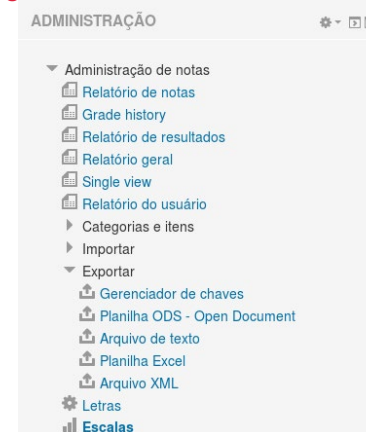 ADMINISTRAÇÃO
Administração de notas
Relatório de notas
Grade history
Relatório de resultados
Relatório geral
Single view
Relatório do usuário
Categorias e itens
Importar
Exportar
Gerenciador de chaves
Planilha ODS - Open Document
Arquivo de texto
Planilha Excel
Arquivo XML
Letras
Escalas